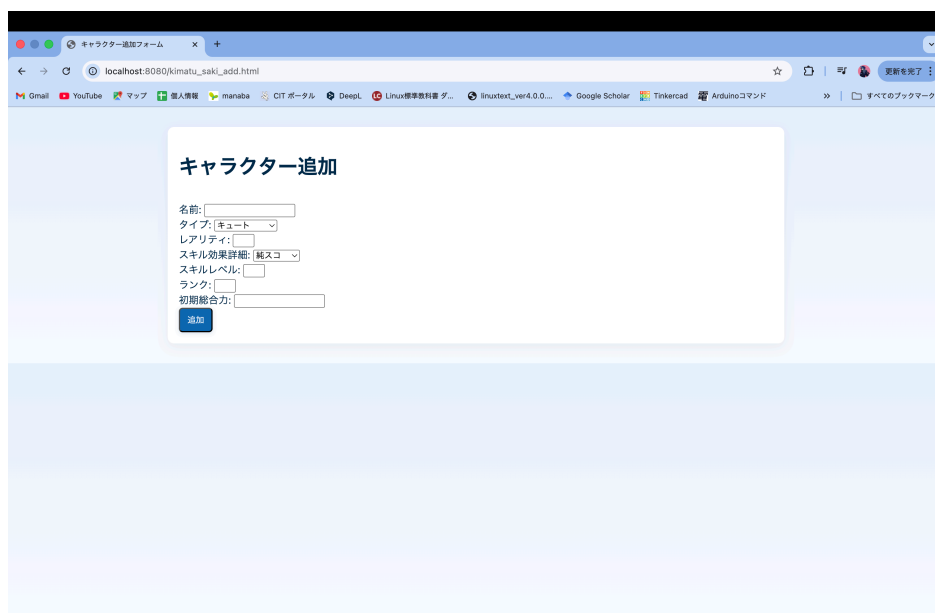 キャラクター追加フォーム
localhost:8080/kimatu_saki_add.html
更新を完了
Gmail YouTube マップ 個人情報 manaba CIT ポータル DeepL Linux標準教科書 ダ... linuxtext_ver4.0.0.... Google Scholar Tinkercad Arduinoコマンド » すべてのブックマーク
キャラクター追加
名前:
タイプ: キュート
レアリティ:
スキル効果詳細: 純スコ
スキルレベル:
ランク:
初期総合力:
追加